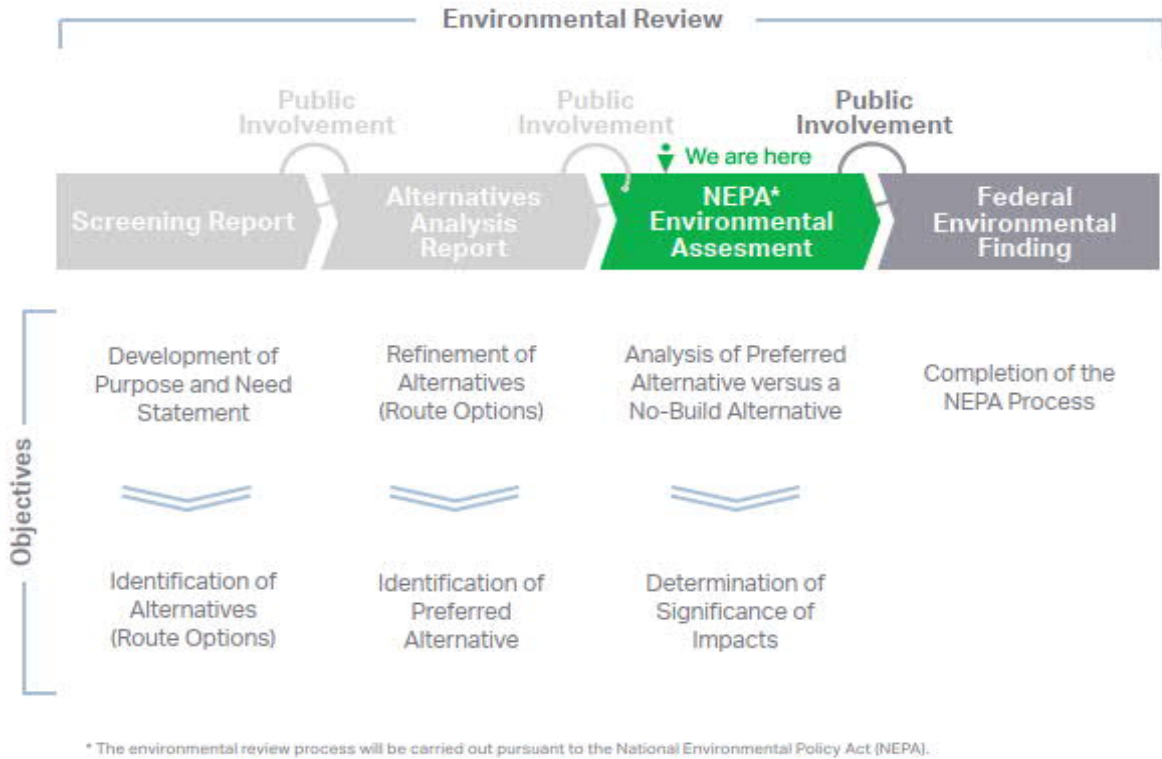 Environmental Review
Public
Involvement
Public
Involvement
Public
Involvement
We are here
Screening Report
Alternatives
Analysis
Report
NEPA*
Environmental
Assesment
Federal
Environmental
Finding
Objectives
Development of
Purpose and Need
Statement
Refinement of
Alternatives
(Route Options)
Analysis of Preferred
Alternative versus a
No-Build Alternative
Completion of the
NEPA Process
Identification of
Alternatives
(Route Options)
Identification of
Preferred
Alternative
Determination of
Significance of
Impacts
* The environmental review process will be carried out pursuant to the National Environmental Policy Act (NEPA).